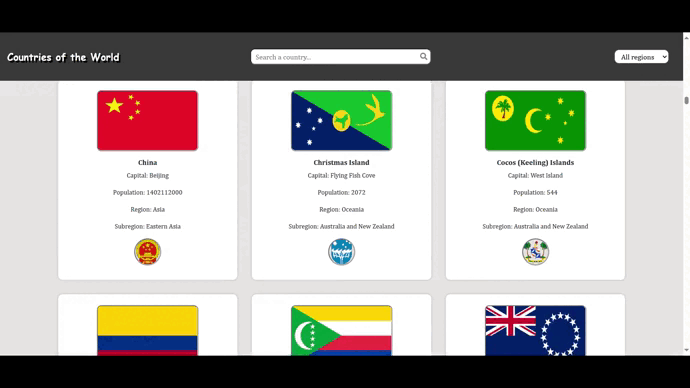 Countries of the World
Search a country...
All regions
China
Capital: Beijing
Population: 1402112000
Region: Asia
Subregion: Eastern Asia
Christmas Island
Capital: Flying Fish Cove
Population: 2072
Region: Oceania
Subregion: Australia and New Zealand
Cocos (Keeling) Islands
Capital: West Island
Population: 544
Region: Oceania
Subregion: Australia and New Zealand